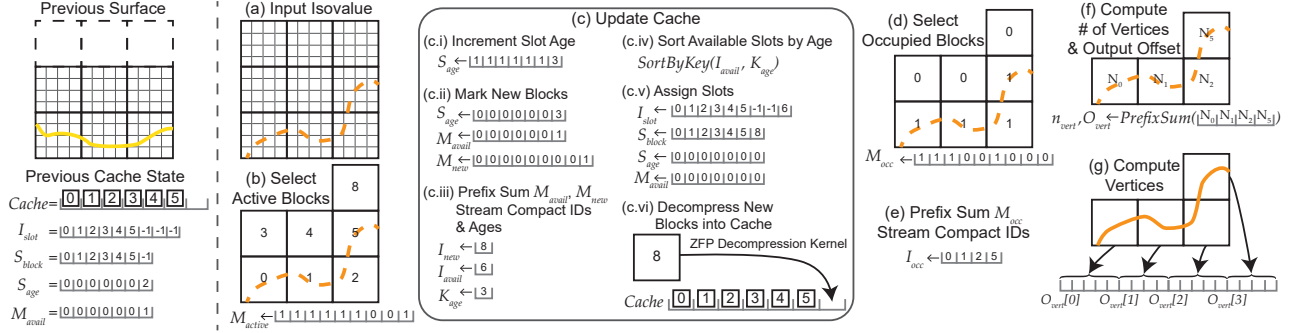 Previous Surface
Previous Cache State
Cache= 0 1 2 3 4 5
I_slot = |0|1|2|3|4|5|-1|-1|-1|
S_block = |0|1|2|3|4|5|-1|
S_age = |0|0|0|0|0|0|2|
M_avail = |0|0|0|0|0|0|1|
(a) Input Isovalue
(b) Select
Active Blocks
8
3 4 5
0 1 2
M_active ← |1|1|1|1|1|1|0|0|1|
(c) Update Cache
(c.i) Increment Slot Age
S_age ← |1|1|1|1|1|1|3|
(c.ii) Mark New Blocks
S_age ← |0|0|0|0|0|0|3|
M_avail ← |0|0|0|0|0|0|1|
M_new ← |0|0|0|0|0|0|0|0|1|
(c.iii) Prefix Sum M_avail, M_new
Stream Compact IDs
& Ages
I_new ← |8|
I_avail ← |6|
K_age ← |3|
(c.iv) Sort Available Slots by Age
SortByKey(I_avail, K_age)
(c.v) Assign Slots
I_slot ← |0|1|2|3|4|5|-1|-1|6|
S_block ← |0|1|2|3|4|5|8|
S_age ← |0|0|0|0|0|0|0|
M_avail ← |0|0|0|0|0|0|0|
(c.vi) Decompress New
Blocks into Cache
8
ZFP Decompression Kernel
Cache 0 1 2 3 4 5
(d) Select
Occupied Blocks
0
0 0 1
1 1 1
M_occ ← |1|1|1|0|1|0|0|0
(e) Prefix Sum M_occ
Stream Compact IDs
I_occ ← |0|1|2|5|
(f) Compute
# of Vertices
& Output Offset
N_5
N_0 N_1 N_2
n_vert, O_vert ← PrefixSum(|N_0|N_1|N_2|N_5|)
(g) Compute
Vertices
O_vert[0] O_vert[1] O_vert[2] O_vert[3]